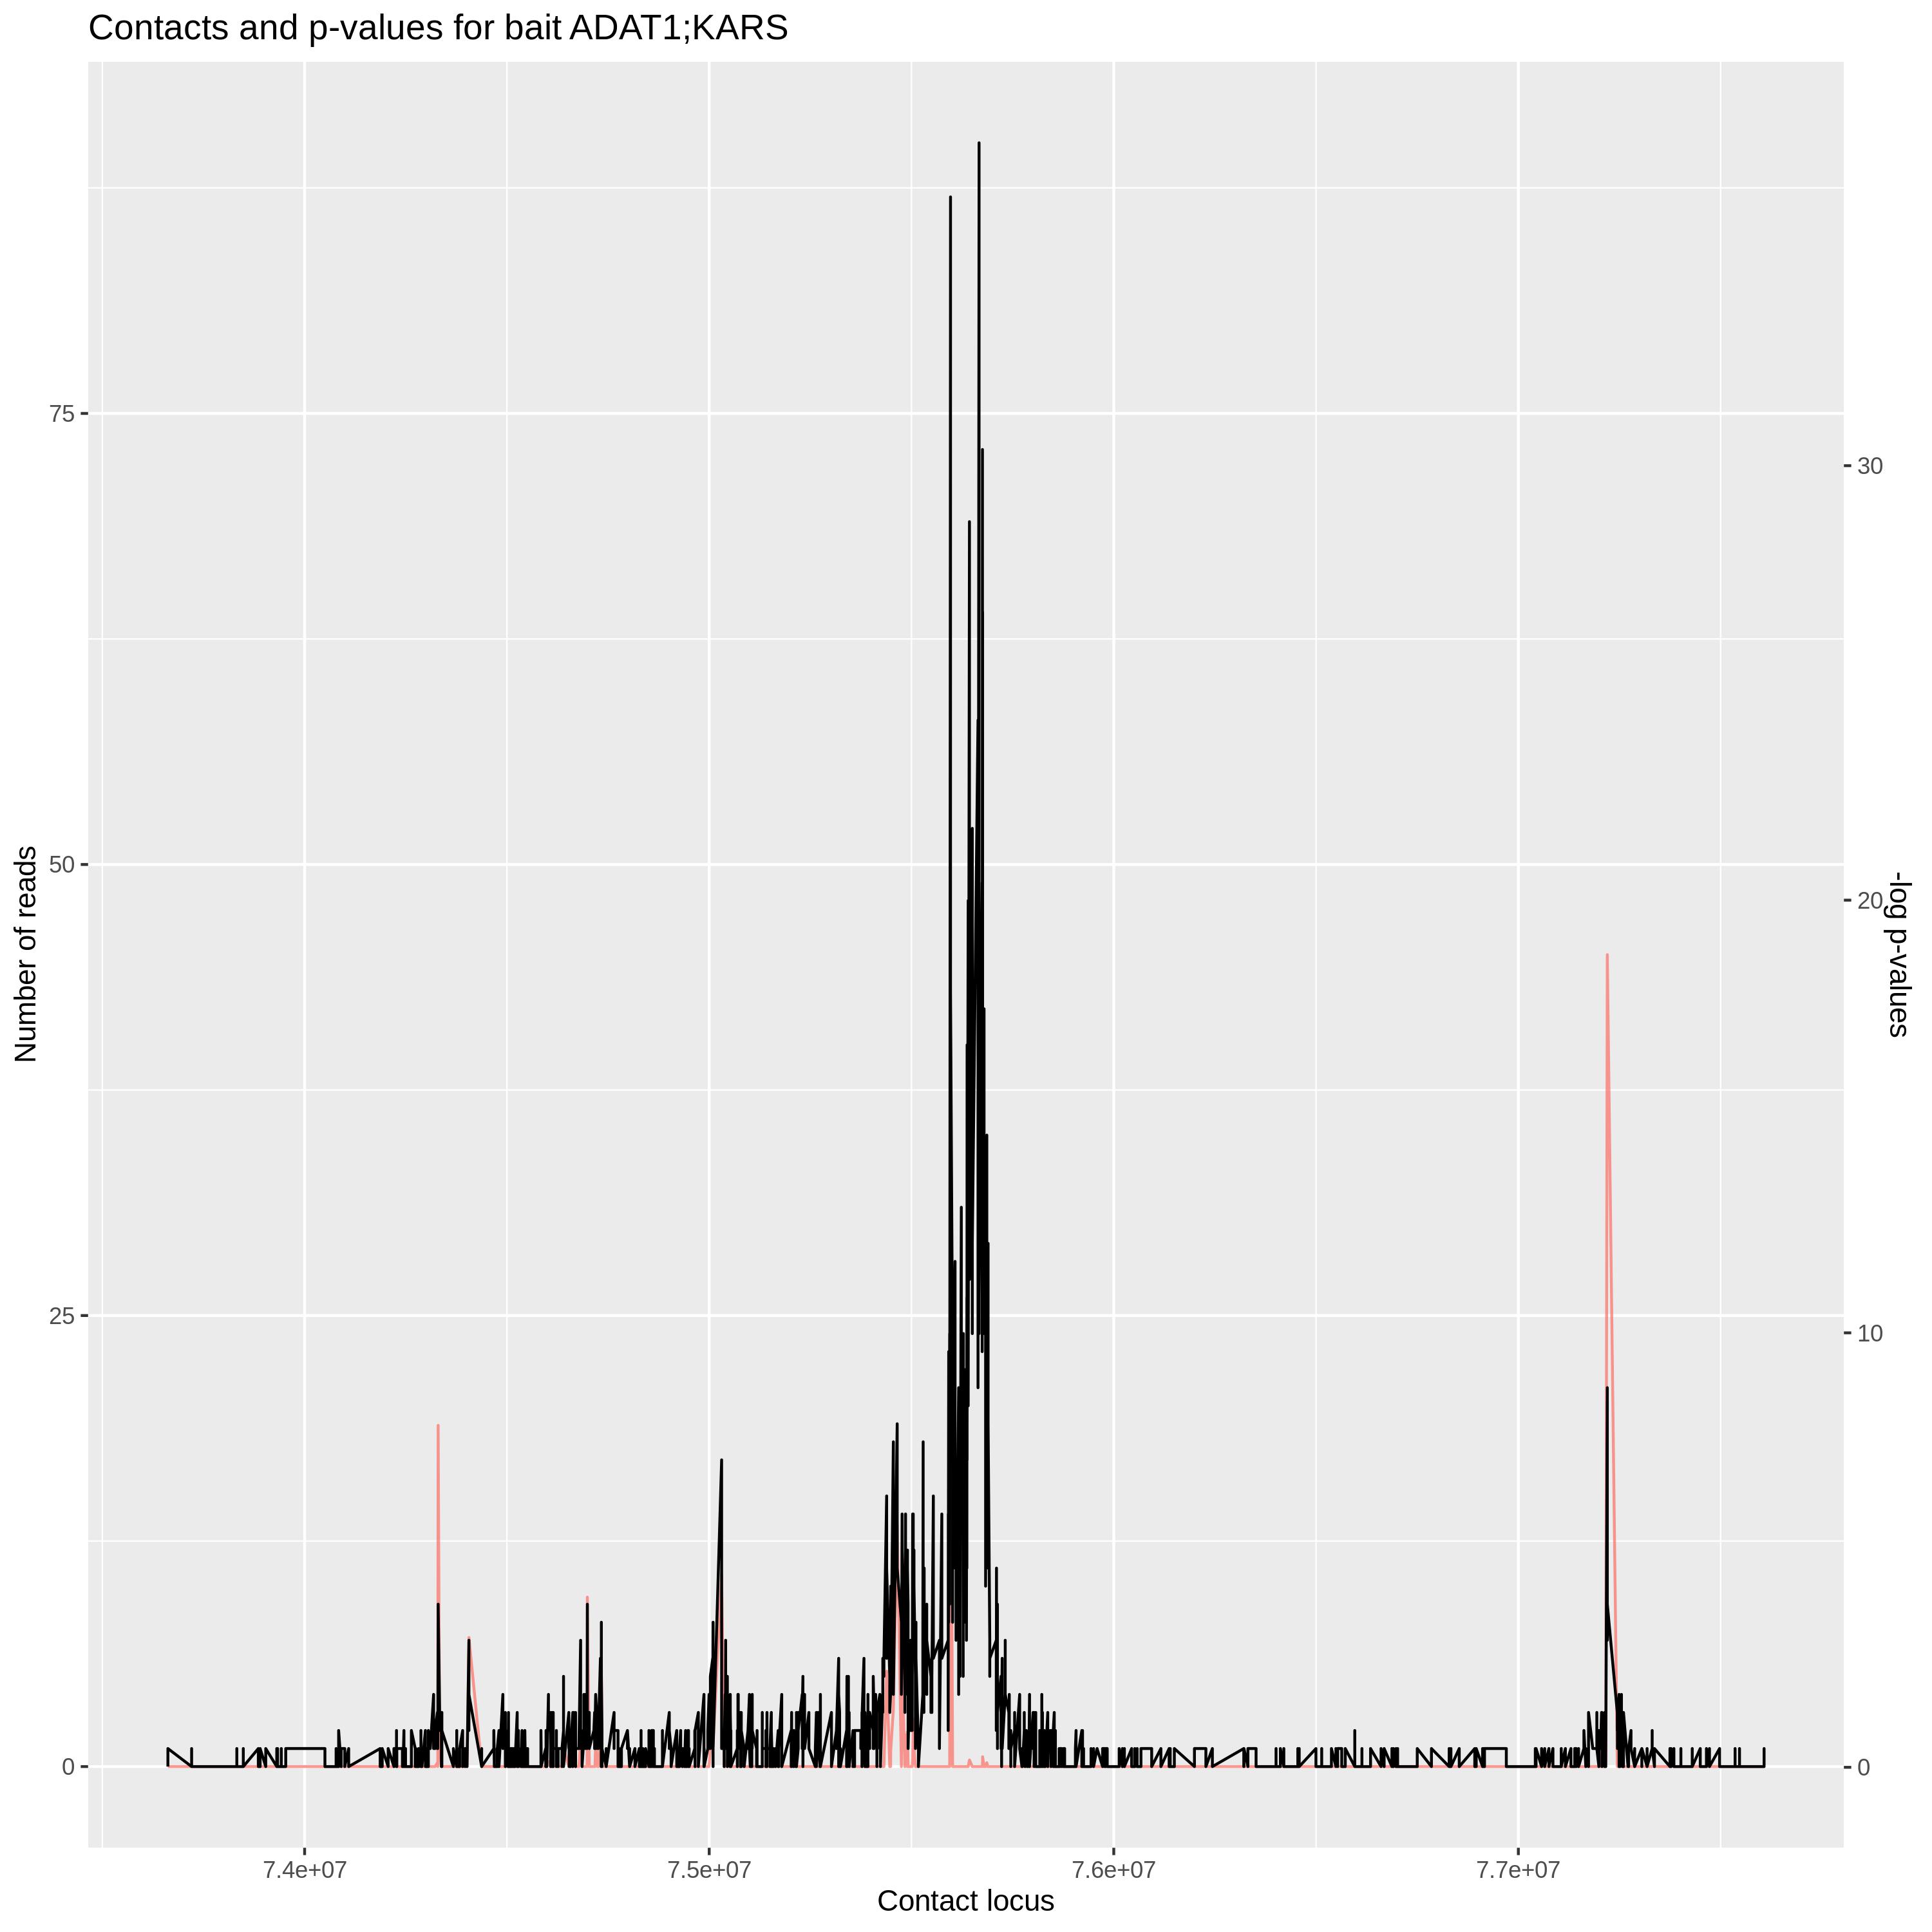 Contacts and p-values for bait ADAT1;KARS
Number of reads
75
50
25
0
30
20
10
0
-log p-values
7.4e+07 7.5e+07 7.6e+07 7.7e+07
Contact locus